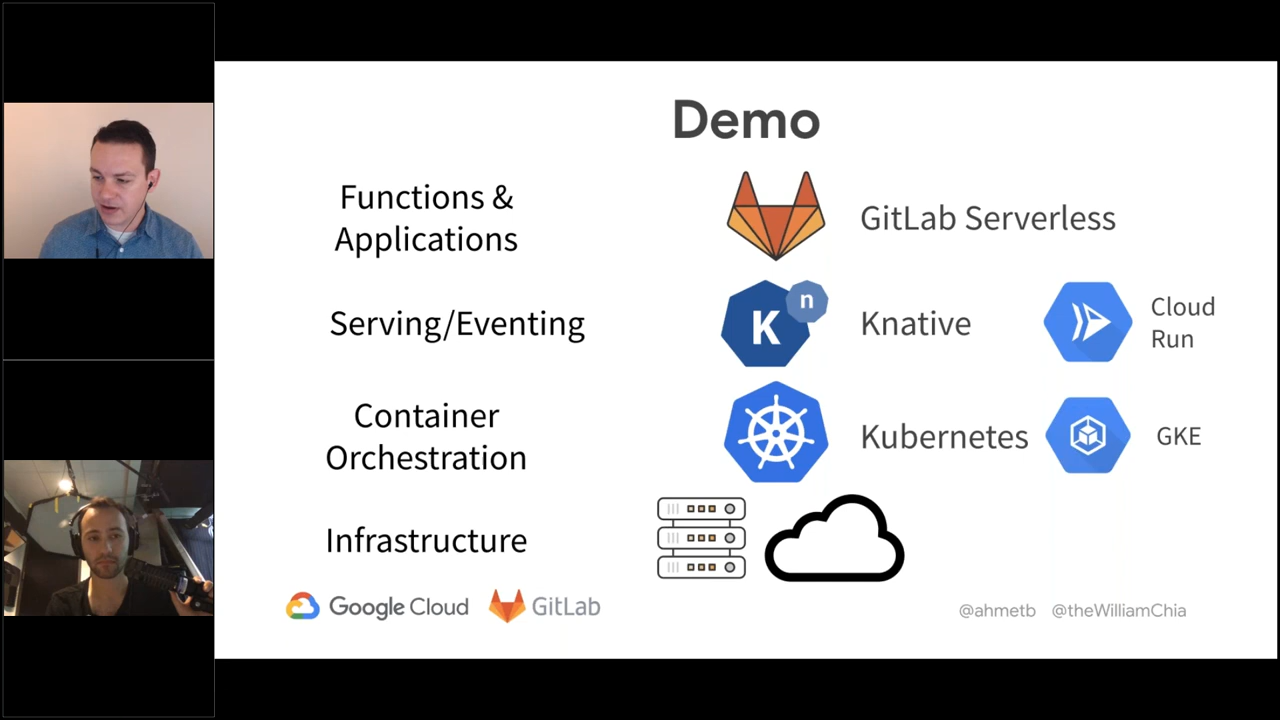 Demo
Functions &
Applications
GitLab Serverless
Serving/Eventing
K
n
Knative
Cloud
Run
Container
Orchestration
Kubernetes
GKE
Infrastructure
Google Cloud
GitLab
@ahmetb @theWilliamChia